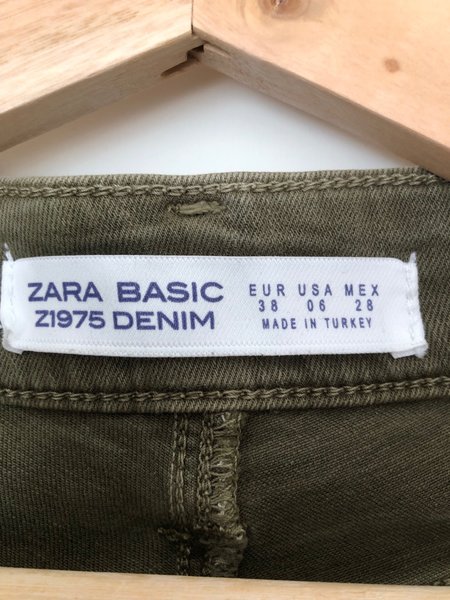 ZARA BASIC
Z1975 DENIM
EUR USA MEX
38 06 28
MADE IN TURKEY